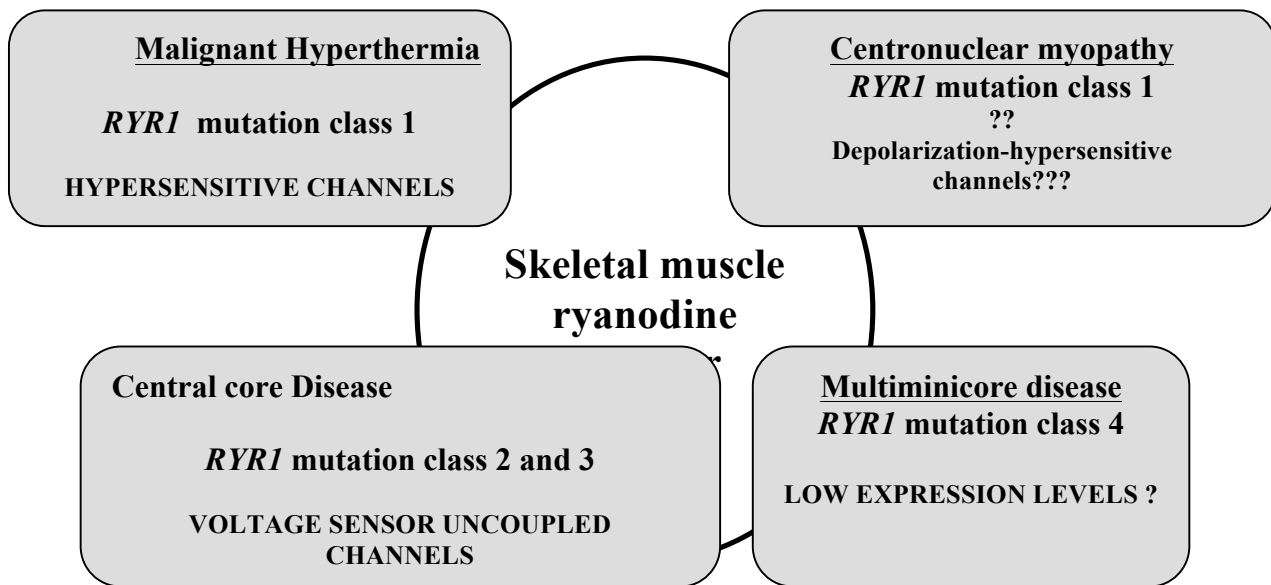 Malignant Hyperthermia
RYR1 mutation class 1
HYPERSENSITIVE CHANNELS
Centronuclear myopathy
RYR1 mutation class 1
??
Depolarization-hypersensitive
channels???
Skeletal muscle
ryanodine
Central core Disease
RYR1 mutation class 2 and 3
VOLTAGE SENSOR UNCOUPLED
CHANNELS
Multiminicore disease
RYR1 mutation class 4
LOW EXPRESSION LEVELS ?